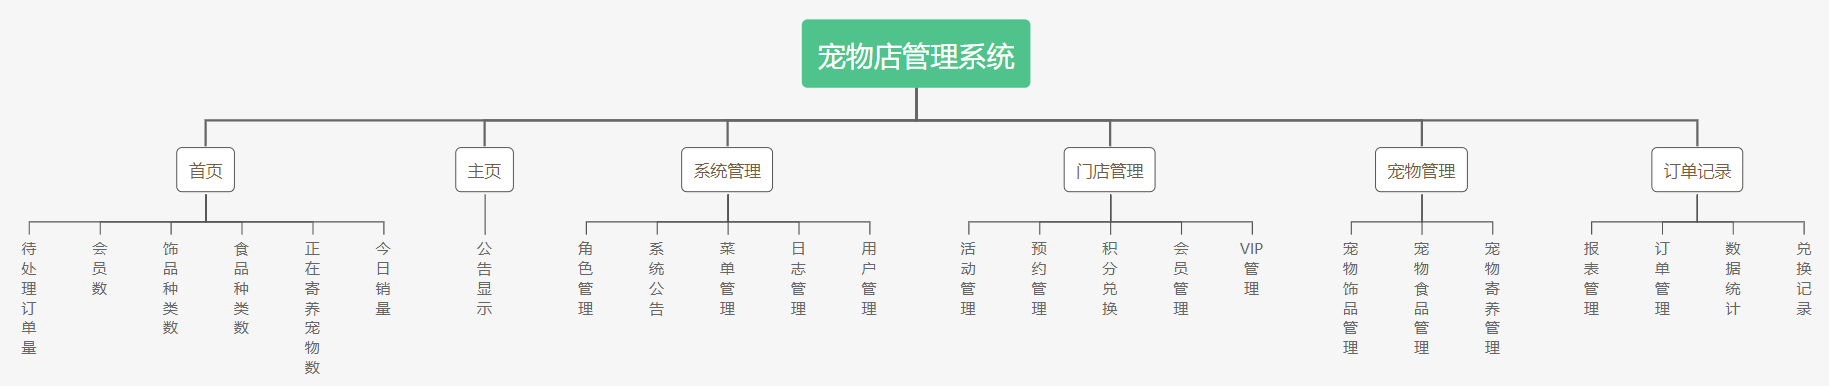 宠物店管理系统
首页
主页
系统管理
门店管理
宠物管理
订单记录
待处理订单量
会员数
饰品种类数
食品种类数
正在寄养宠物数
今日销量
公告显示
角色管理
系统公告
菜单管理
日志管理
用户管理
活动管理
预约管理
积分兑换
会员管理
VIP管理
宠物饰品管理
宠物食品管理
宠物寄养管理
报表管理
订单管理
数据统计
兑换记录